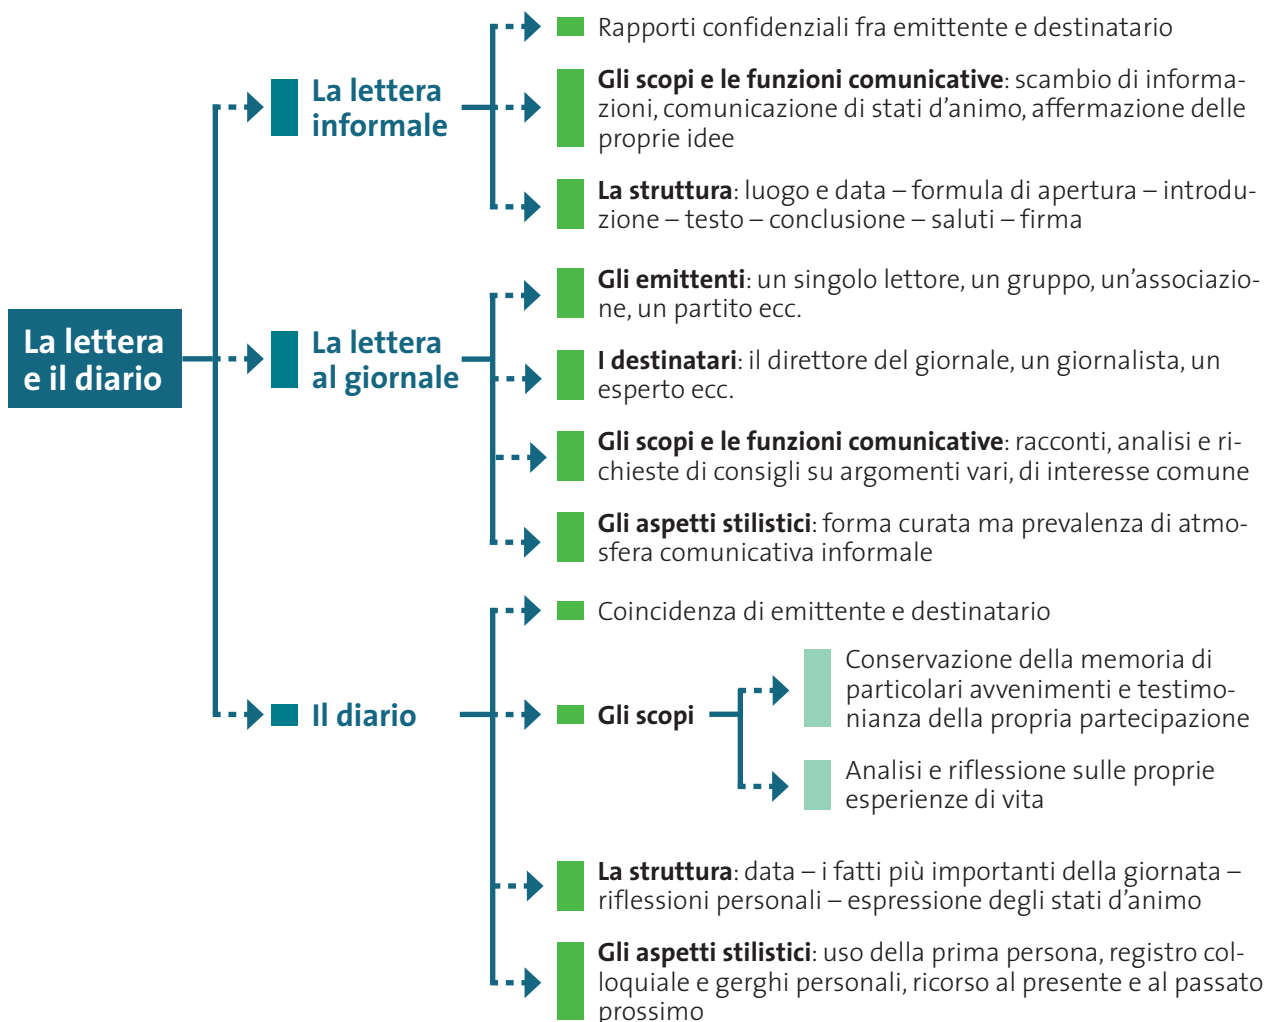 La lettera
e il diario
La lettera
informale
Rapporti confidenziali fra emittente e destinatario
Gli scopi e le funzioni comunicative: scambio di informa-
zioni, comunicazione di stati d’animo, affermazione delle
proprie idee
La struttura: luogo e data – formula di apertura – introdu-
zione – testo – conclusione – saluti – firma
La lettera
al giornale
Gli emittenti: un singolo lettore, un gruppo, un’associazio-
ne, un partito ecc.
I destinatari: il direttore del giornale, un giornalista, un
esperto ecc.
Gli scopi e le funzioni comunicative: racconti, analisi e ri-
chieste di consigli su argomenti vari, di interesse comune
Gli aspetti stilistici: forma curata ma prevalenza di atmo-
sfera comunicativa informale
Il diario
Coincidenza di emittente e destinatario
Gli scopi
Conservazione della memoria di
particolari avvenimenti e testimo-
nianza della propria partecipazione
Analisi e riflessione sulle proprie
esperienze di vita
La struttura: data – i fatti più importanti della giornata –
riflessioni personali – espressione degli stati d’animo
Gli aspetti stilistici: uso della prima persona, registro col-
loquiale e gerghi personali, ricorso al presente e al passato
prossimo